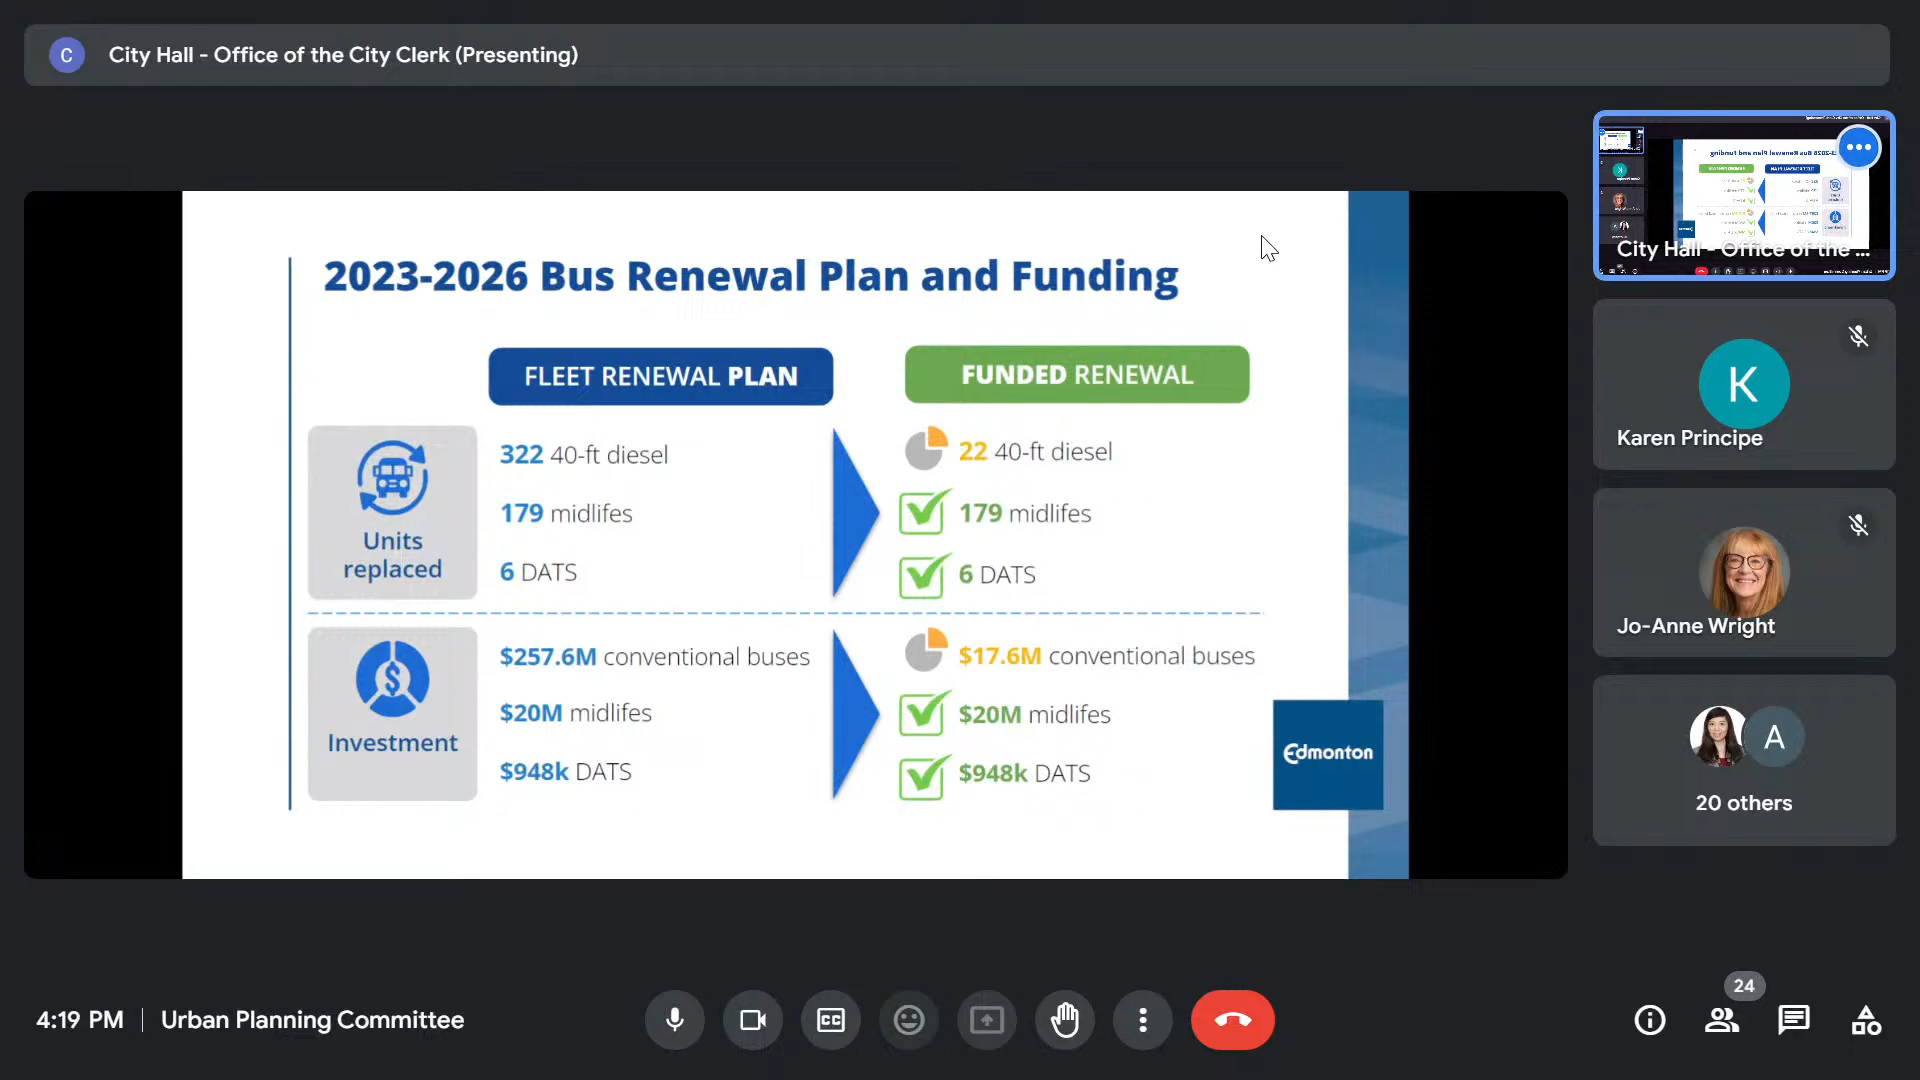 C
City Hall - Office of the City Clerk (Presenting)
2023-2026 Bus Renewal Plan and Funding
FLEET RENEWAL PLAN
FUNDED RENEWAL
Units
replaced
322 40-ft diesel
179 midlifes
6 DATS
22 40-ft diesel
179 midlifes
6 DATS
Investment
$257.6M conventional buses
$20M midlifes
$948k DATS
$17.6M conventional buses
$20M midlifes
$948k DATS
Edmonton
City Hall - Office of the ...
K
Karen Principe
Jo-Anne Wright
A
20 others
4:19 PM
Urban Planning Committee
CC
24